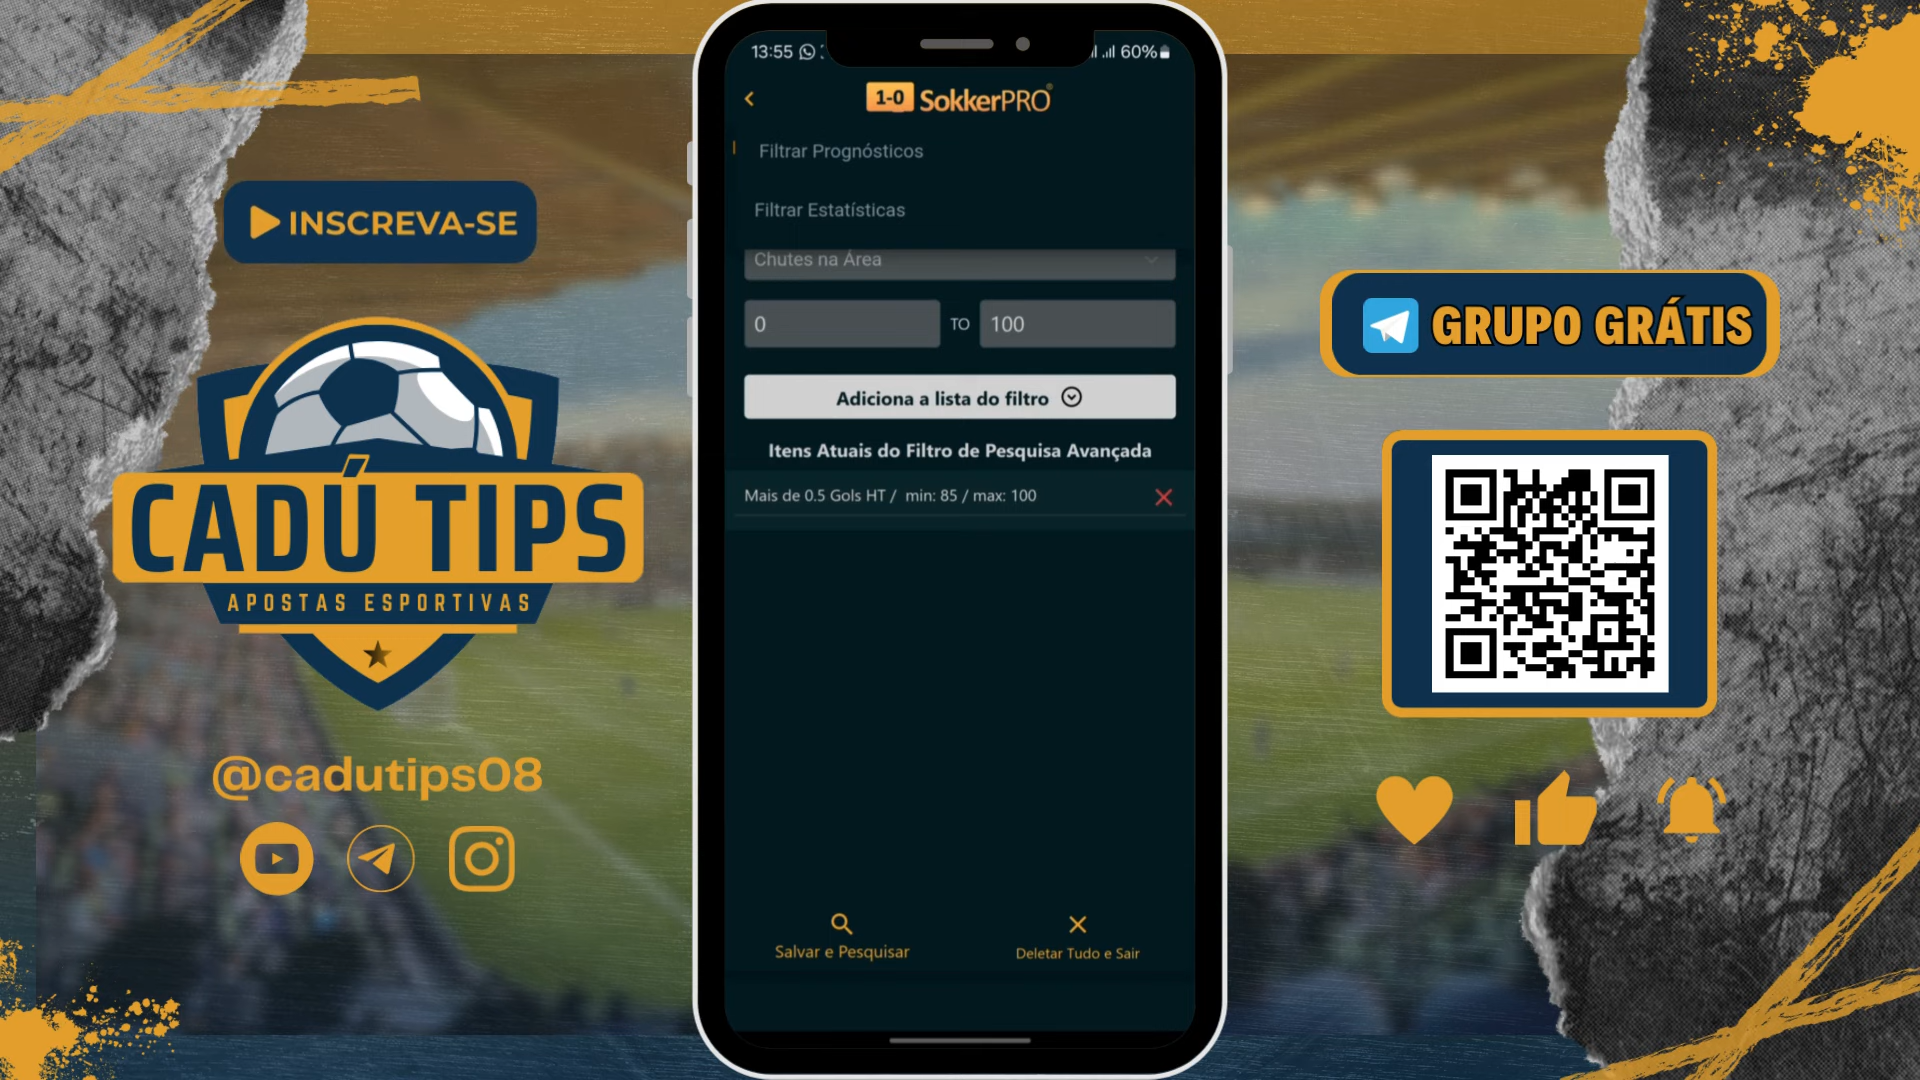 INSCREVA-SE
CADÚ TIPS
APOSTAS ESPORTIVAS
@cadutips08
13:55
60%
1-0 SokkerPRO®
Filtrar Prognósticos
Filtrar Estatísticas
Chutes na Área
0 TO 100
Adiciona a lista do filtro
Itens Atuais do Filtro de Pesquisa Avançada
Mais de 0.5 Gols HT / min: 85 / max: 100
Salvar e Pesquisar
Deletar Tudo e Sair
GRUPO GRÁTIS